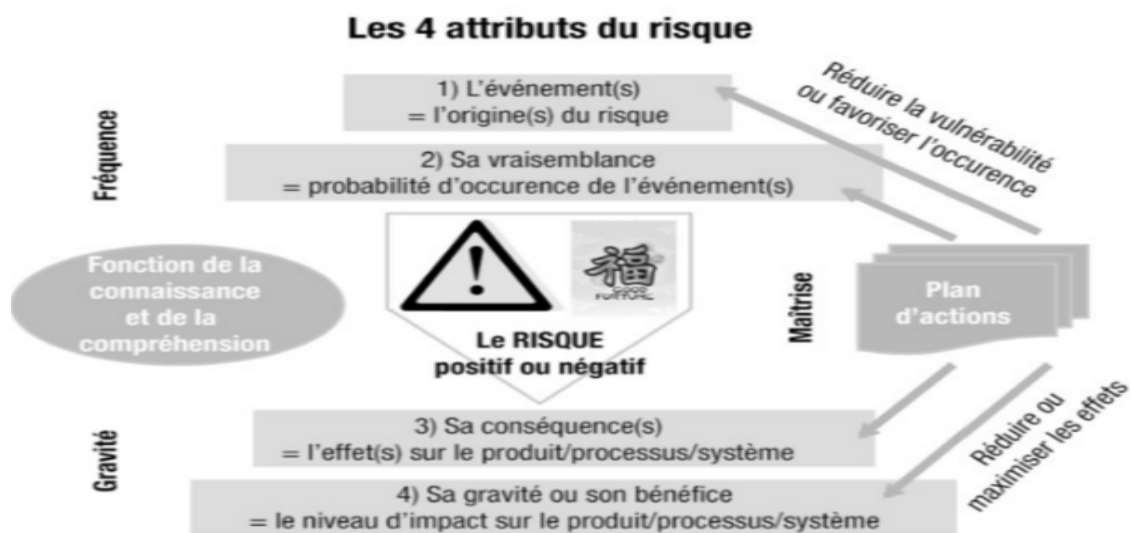 Les 4 attributs du risque
Fréquence
1) L'événement(s)
= l'origine(s) du risque
2) Sa vraisemblance
= probabilité d'occurence de l'événement(s)
Réduire la vulnérabilité
ou favoriser l'occurence
Fonction de la
connaissance
et de la
compréhension
福
GOOD
FORTUNE
Le RISQUE
positif ou négatif
Maîtrise
Plan
d'actions
Gravité
3) Sa conséquence(s)
= l'effet(s) sur le produit/processus/système
4) Sa gravité ou son bénéfice
= le niveau d'impact sur le produit/processus/système
Réduire ou
maximiser les effets